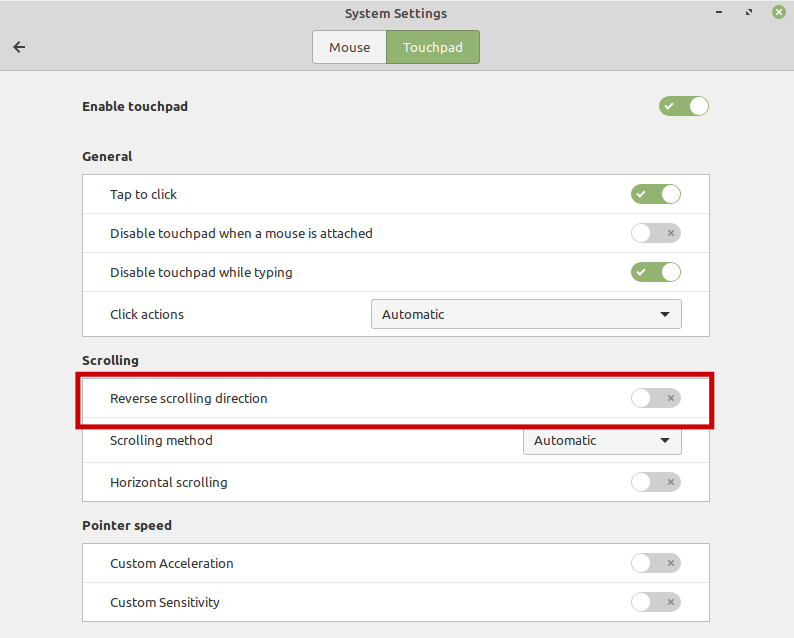 System Settings
Mouse Touchpad
Enable touchpad
General
Tap to click
Disable touchpad when a mouse is attached
Disable touchpad while typing
Click actions Automatic
Scrolling
Reverse scrolling direction
Scrolling method Automatic
Horizontal scrolling
Pointer speed
Custom Acceleration
Custom Sensitivity